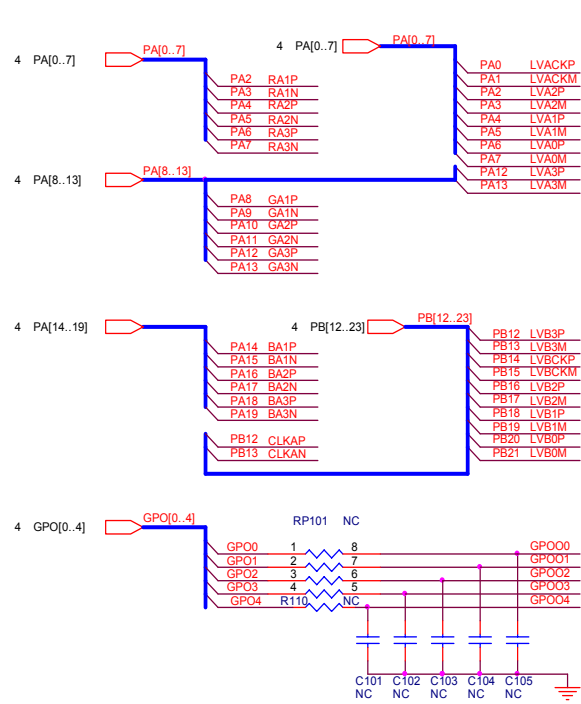 4 PA[0..7] PA[0..7]
PA2 RA1P
PA3 RA1N
PA4 RA2P
PA5 RA2N
PA6 RA3P
PA7 RA3N
4 PA[0..7] PA[0..7]
PA0 LVACKP
PA1 LVACKM
PA2 LVA2P
PA3 LVA2M
PA4 LVA1P
PA5 LVA1M
PA6 LVA0P
PA7 LVA0M
PA12 LVA3P
PA13 LVA3M
4 PA[8..13] PA[8..13]
PA8 GA1P
PA9 GA1N
PA10 GA2P
PA11 GA2N
PA12 GA3P
PA13 GA3N
4 PA[14..19]
PA14 BA1P
PA15 BA1N
PA16 BA2P
PA17 BA2N
PA18 BA3P
PA19 BA3N
PB12 CLKAP
PB13 CLKAN
4 PB[12..23] PB[12..23]
PB12 LVB3P
PB13 LVB3M
PB14 LVBCKP
PB15 LVBCKM
PB16 LVB2P
PB17 LVB2M
PB18 LVB1P
PB19 LVB1M
PB20 LVB0P
PB21 LVB0M
4 GPO[0..4] GPO[0..4]
RP101 NC
GPO0 1 8 GPOO0
GPO1 2 7 GPOO1
GPO2 3 6 GPOO2
GPO3 4 5 GPOO3
GPO4 R110 NC GPOO4
C101 C102 C103 C104 C105
NC NC NC NC NC